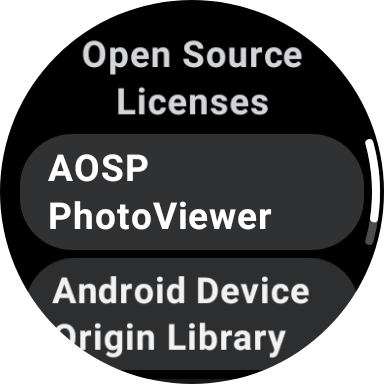 Open Source
Licenses
AOSP
PhotoViewer
Android Device
Origin Library